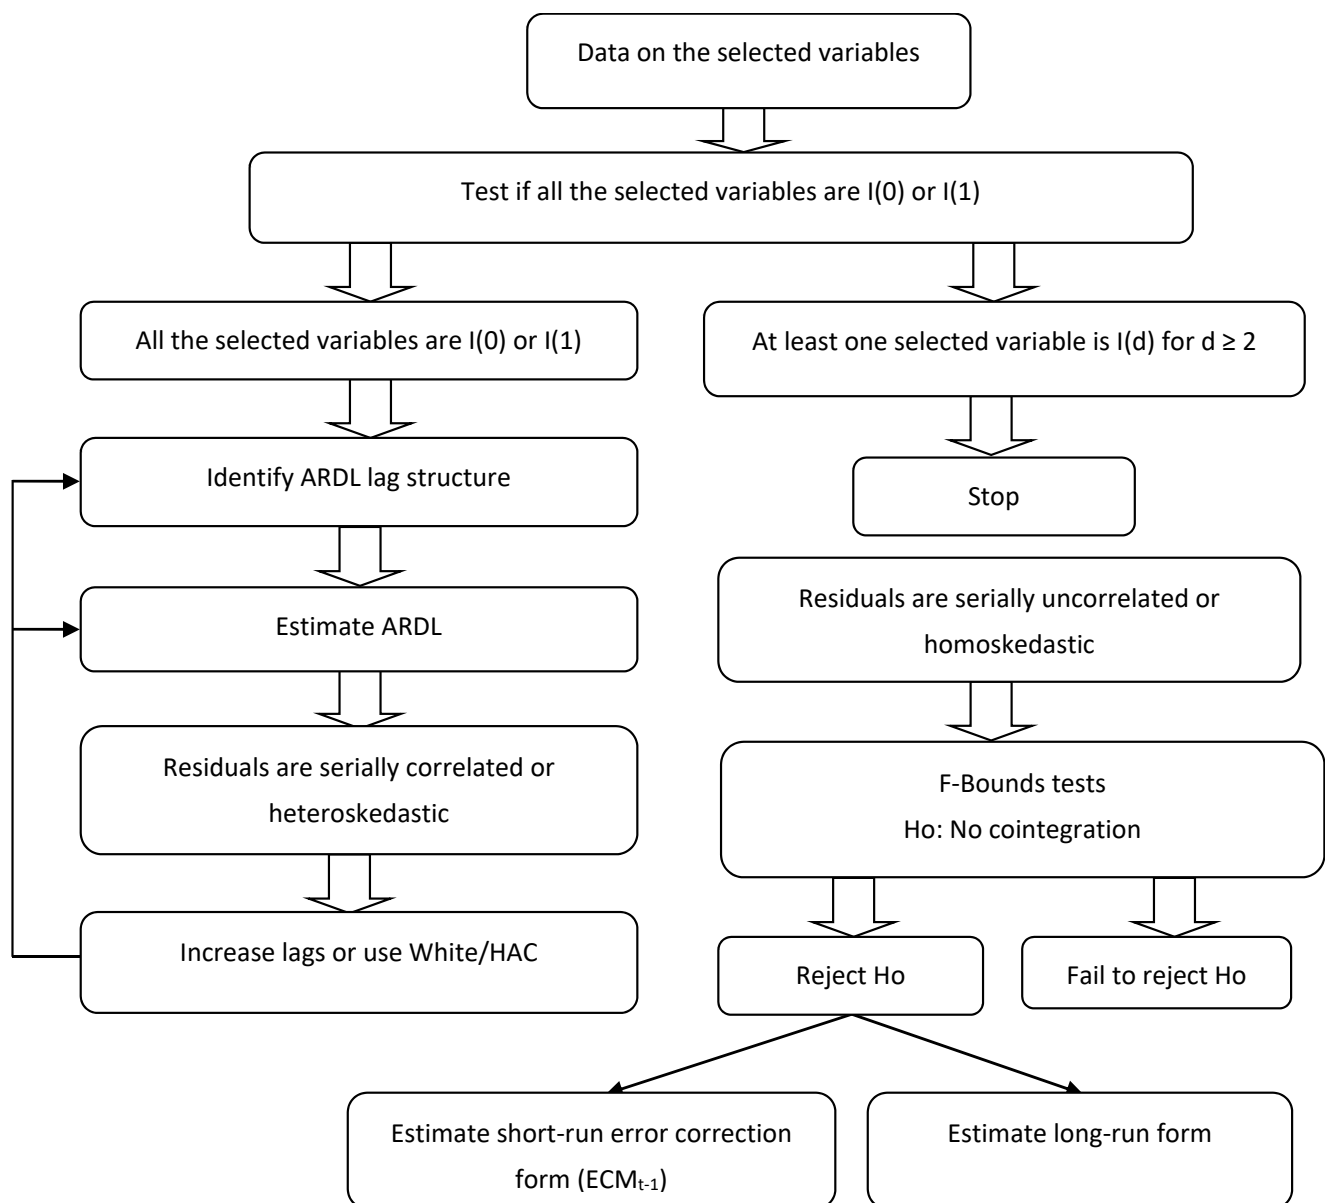 Data on the selected variables
Test if all the selected variables are I(0) or I(1)
All the selected variables are I(0) or I(1)
At least one selected variable is I(d) for d ≥ 2
Identify ARDL lag structure
Stop
Estimate ARDL
Residuals are serially uncorrelated or
homoskedastic
Residuals are serially correlated or
heteroskedastic
F-Bounds tests
Ho: No cointegration
Increase lags or use White/HAC
Reject Ho
Fail to reject Ho
Estimate short-run error correction
form (ECMt-1)
Estimate long-run form